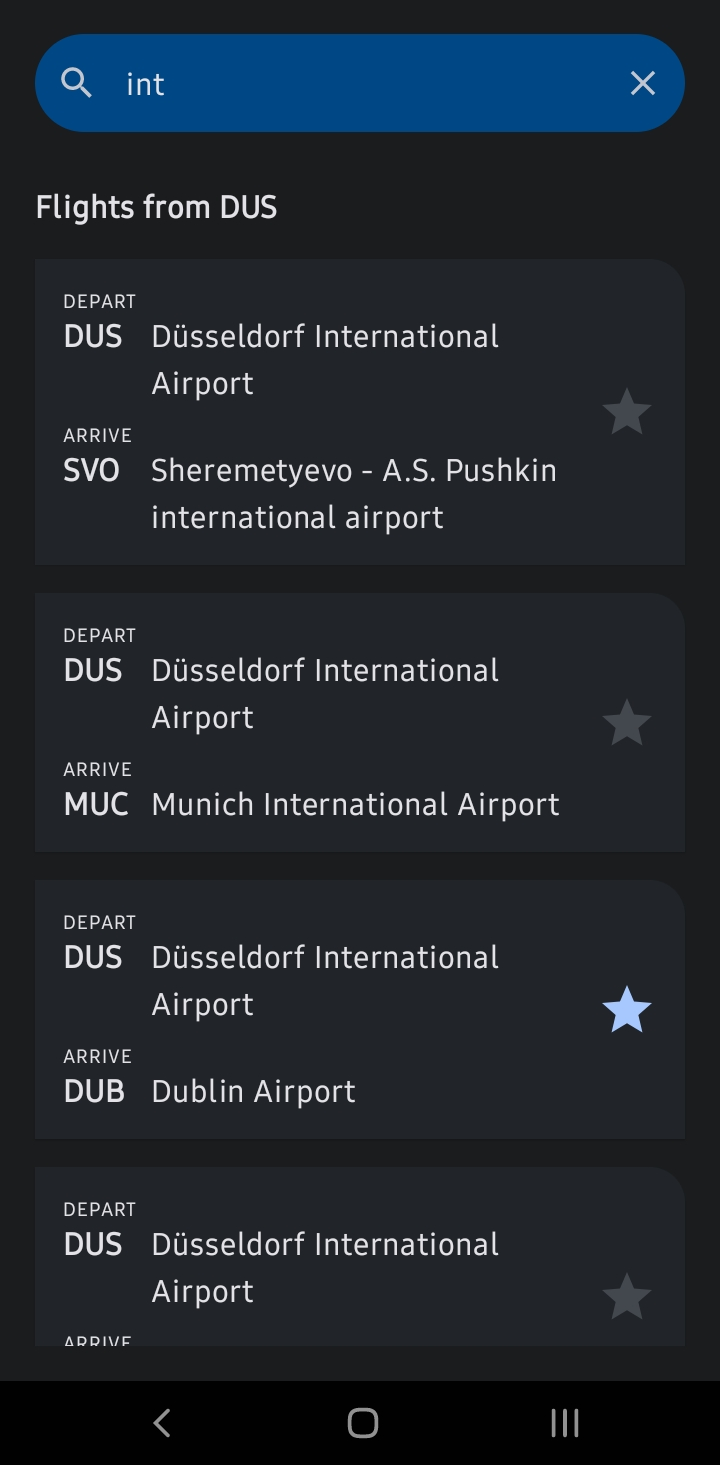 int
Flights from DUS
DEPART
DUS Düsseldorf International
Airport
ARRIVE
SVO Sheremetyevo - A.S. Pushkin
international airport
DEPART
DUS Düsseldorf International
Airport
ARRIVE
MUC Munich International Airport
DEPART
DUS Düsseldorf International
Airport
ARRIVE
DUB Dublin Airport
DEPART
DUS Düsseldorf International
Airport
ARRIVE